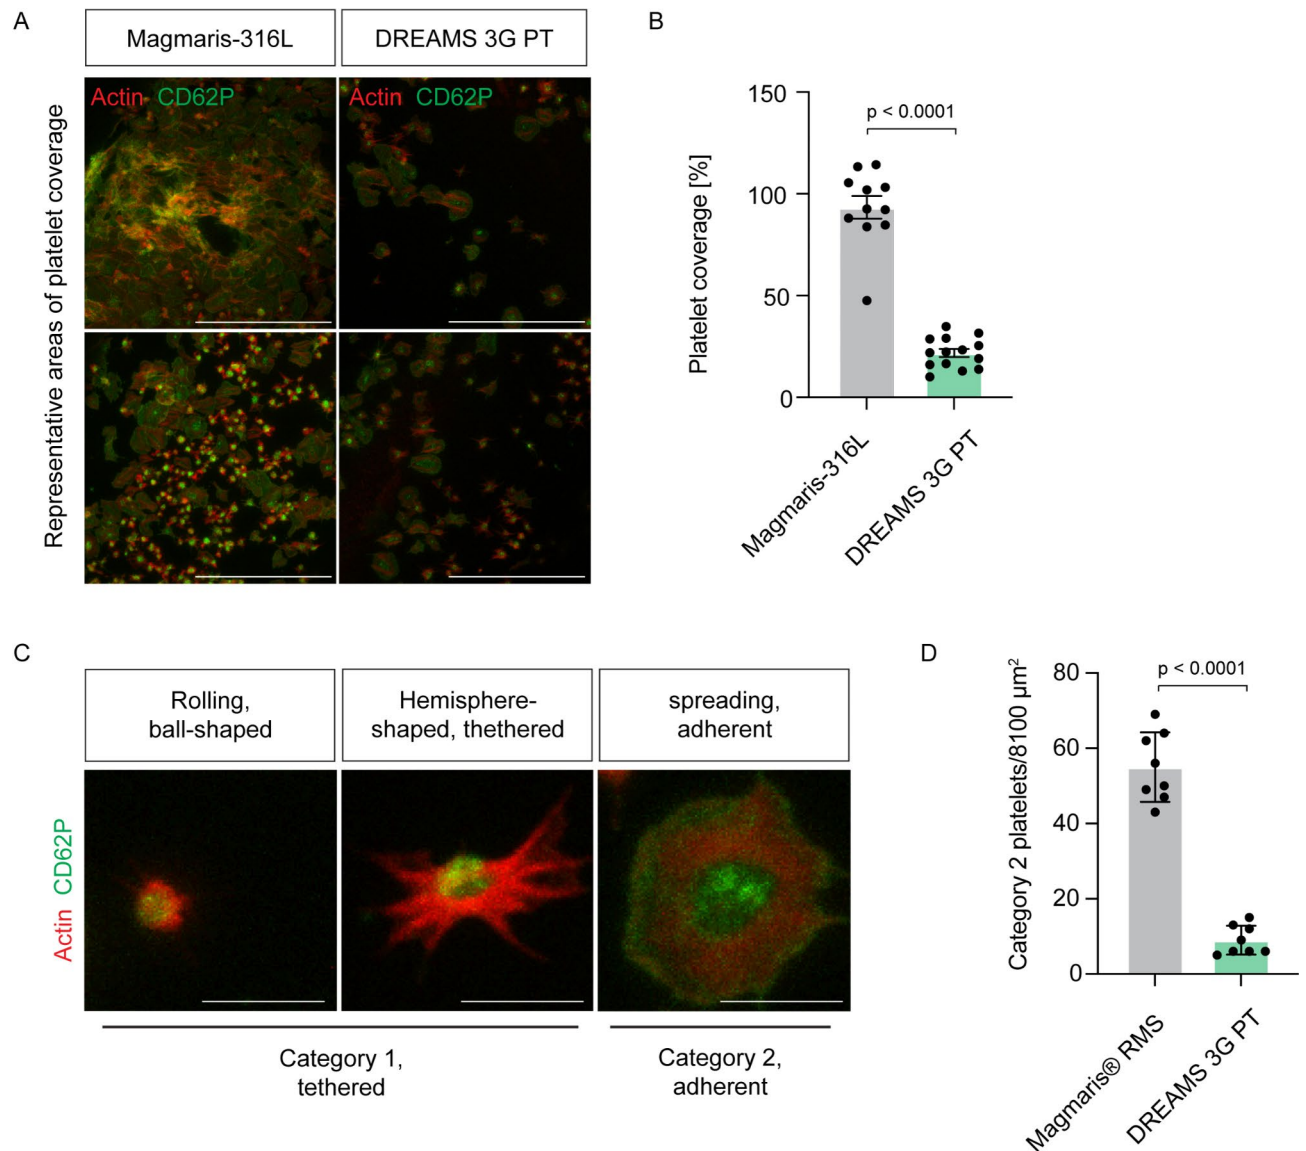 A
Magmaris-316L
DREAMS 3G PT
Representative areas of platelet coverage
Actin CD62P
Actin CD62P
B
Platelet coverage [%]
150
100
50
0
p < 0.0001
Magmaris-316L
DREAMS 3G PT
C
Rolling,
ball-shaped
Hemisphere-
shaped, thethered
spreading,
adherent
Actin CD62P
Category 1,
tethered
Category 2,
adherent
D
Category 2 platelets/8100 µm²
80
60
40
20
0
p < 0.0001
Magmaris® RMS
DREAMS 3G PT